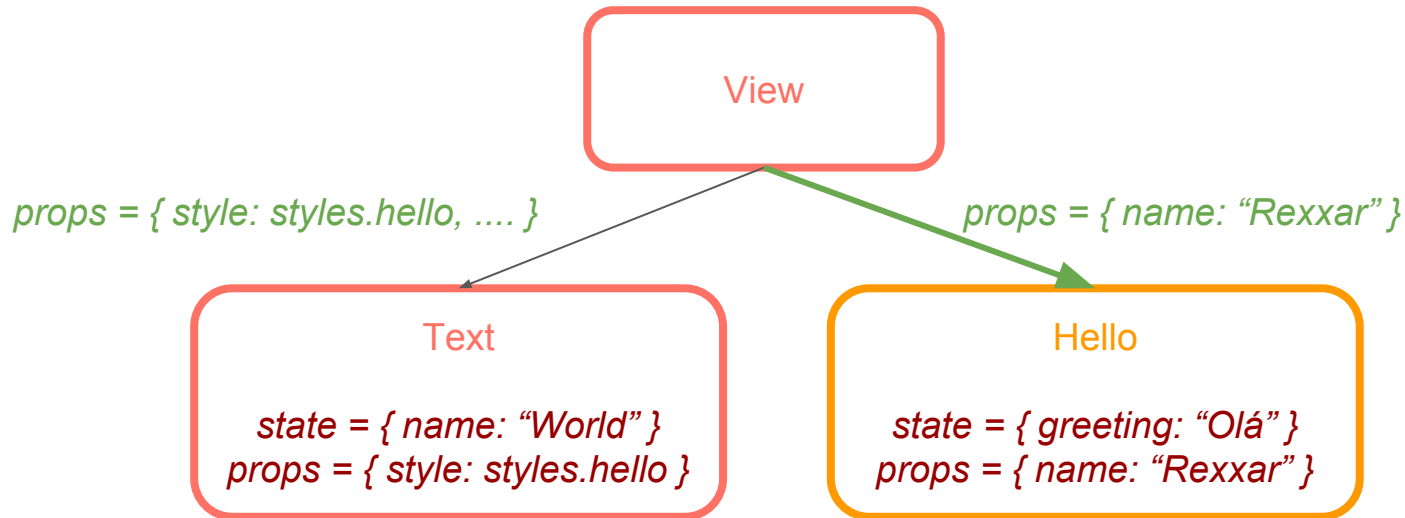 View
props = { style: styles.hello, .... }
props = { name: “Rexxar” }
Text
state = { name: “World” }
props = { style: styles.hello }
Hello
state = { greeting: “Olá” }
props = { name: “Rexxar” }